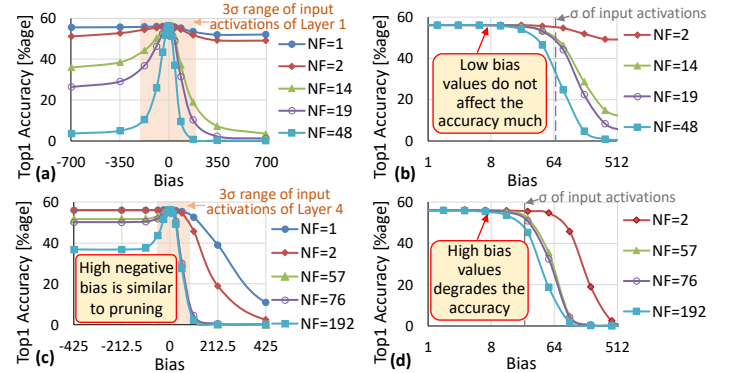 3σ range of input
activations of Layer 1
Top1 Accuracy [%age]
60
40
20
0
-700
-350
0
350
700
Bias
(a)
NF=1
NF=2
NF=14
NF=19
NF=48
σ of input activations
Top1 Accuracy [%age]
60
40
20
0
1
8
64
512
Bias
(b)
Low bias
values do not
affect the
accuracy much
NF=2
NF=14
NF=19
NF=48
3σ range of input
activations of Layer 4
Top1 Accuracy [%age]
60
40
20
0
-425
-212.5
0
212.5
425
Bias
(c)
High negative
bias is similar
to pruning
NF=1
NF=2
NF=57
NF=76
NF=192
σ of input activations
Top1 Accuracy [%age]
60
40
20
0
1
8
64
512
Bias
(d)
High bias
values
degrades the
accuracy
NF=2
NF=57
NF=76
NF=192